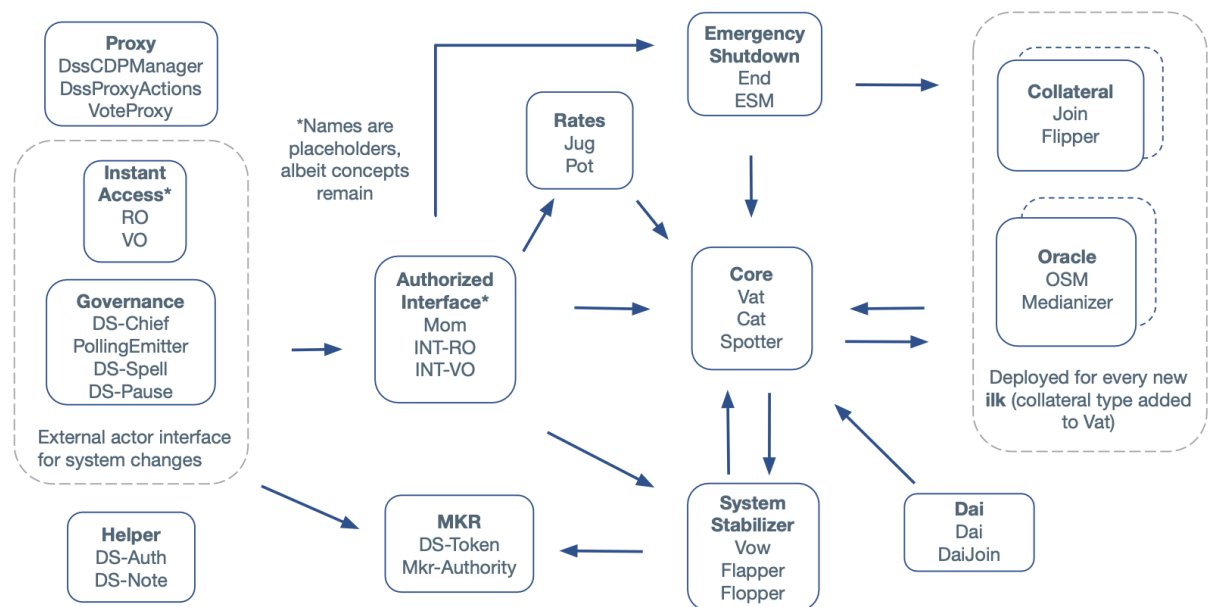 Proxy
DssCDPManager
DssProxyActions
VoteProxy
Instant
Access*
RO
VO
Governance
DS-Chief
PollingEmitter
DS-Spell
DS-Pause
External actor interface
for system changes
Helper
DS-Auth
DS-Note
*Names are
placeholders,
albeit concepts
remain
Authorized
Interface*
Mom
INT-RO
INT-VO
MKR
DS-Token
Mkr-Authority
Rates
Jug
Pot
Emergency
Shutdown
End
ESM
Core
Vat
Cat
Spotter
System
Stabilizer
Vow
Flapper
Flopper
Collateral
Join
Flipper
Oracle
OSM
Medianizer
Deployed for every new
ilk (collateral type added
to Vat)
Dai
Dai
DaiJoin